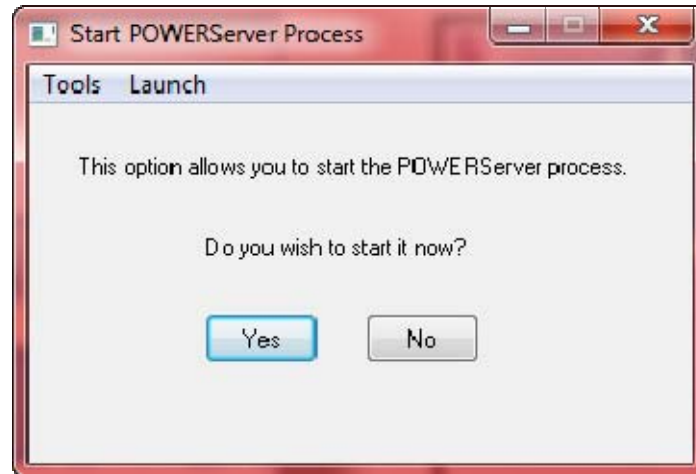 Start POWERServer Process
Tools Launch
This option allows you to start the POWERServer process.
Do you wish to start it now?
Yes No